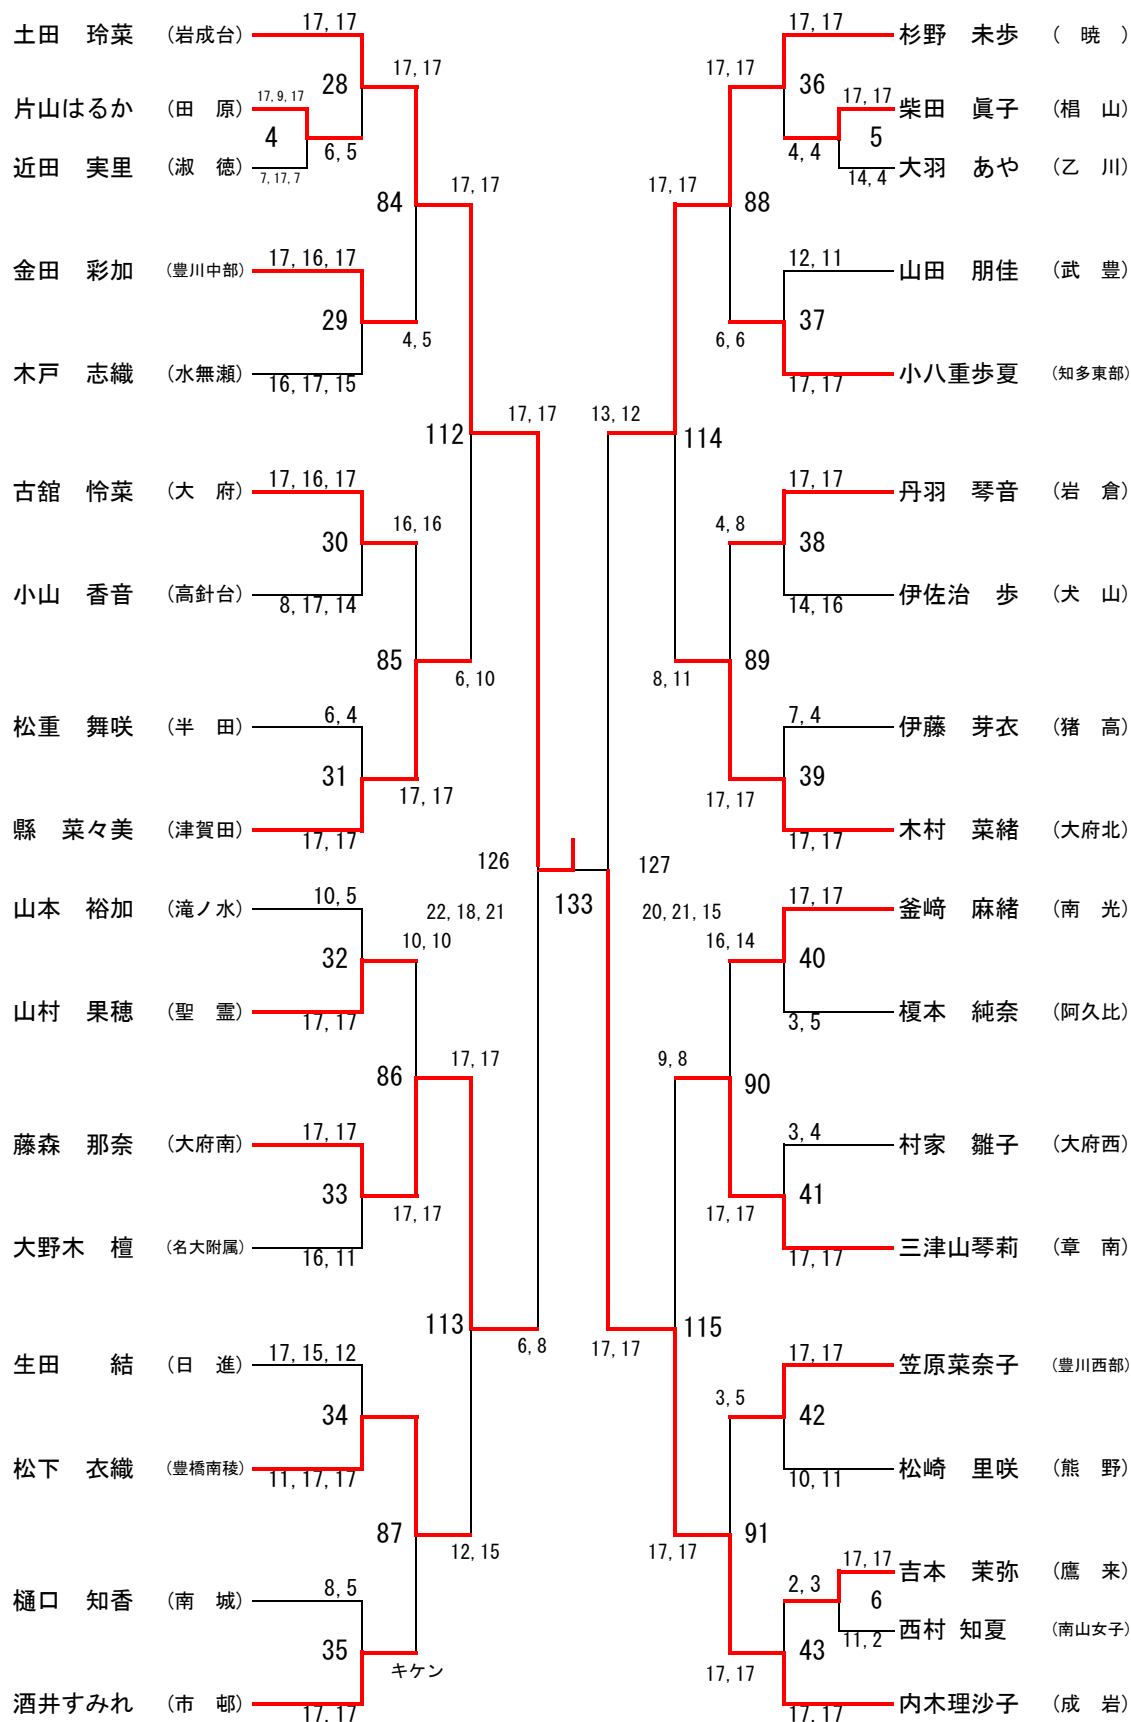 土田　玲菜　（岩成台）　17, 17
28
17, 17
片山はるか　（田　原）　17, 9, 17
4
6, 5
近田　実里　（淑　徳）　7, 17, 7
84
17, 17
金田　彩加　（豊川中部）　17, 16, 17
29
4, 5
木戸　志織　（水無瀬）　16, 17, 15
112
17, 17
古舘　怜菜　（大　府）　17, 16, 17
30
16, 16
小山　香音　（高針台）　8, 17, 14
85
6, 10
松重　舞咲　（半　田）　6, 4
31
17, 17
縣　菜々美　（津賀田）　17, 17
126
22, 18, 21
133
山本　裕加　（滝ノ水）　10, 5
32
10, 10
山村　果穂　（聖　霊）　17, 17
86
17, 17
藤森　那奈　（大府南）　17, 17
33
17, 17
大野木　檀　（名大附属）　16, 11
113
6, 8
生田　　結　（日　進）　17, 15, 12
34
松下　衣織　（豊橋南稜）　11, 17, 17
87
12, 15
樋口　知香　（南　城）　8, 5
35
キケン
酒井すみれ　（市　邨）　17, 17
17, 17　杉野　未歩　（　暁　）
36
17, 17
17, 17　柴田　眞子　（椙　山）
5
4, 4
14, 4　大羽　あや　（乙　川）
88
17, 17
12, 11　山田　朋佳　（武　豊）
37
6, 6
17, 17　小八重歩夏　（知多東部）
114
13, 12
17, 17　丹羽　琴音　（岩　倉）
38
4, 8
14, 16　伊佐治　歩　（犬　山）
89
8, 11
7, 4　伊藤　芽衣　（猪　高）
39
17, 17
17, 17　木村　菜緒　（大府北）
127
20, 21, 15
17, 17　釜﨑　麻緒　（南　光）
40
16, 14
3, 5　榎本　純奈　（阿久比）
90
9, 8
3, 4　村家　雛子　（大府西）
41
17, 17
17, 17　三津山琴莉　（章　南）
115
17, 17
17, 17　笠原菜奈子　（豊川西部）
42
3, 5
10, 11　松崎　里咲　（熊　野）
91
17, 17
17, 17　吉本　茉弥　（鷹　来）
6
2, 3
11, 2　西村 知夏　（南山女子）
43
17, 17
17, 17　内木理沙子　（成　岩）